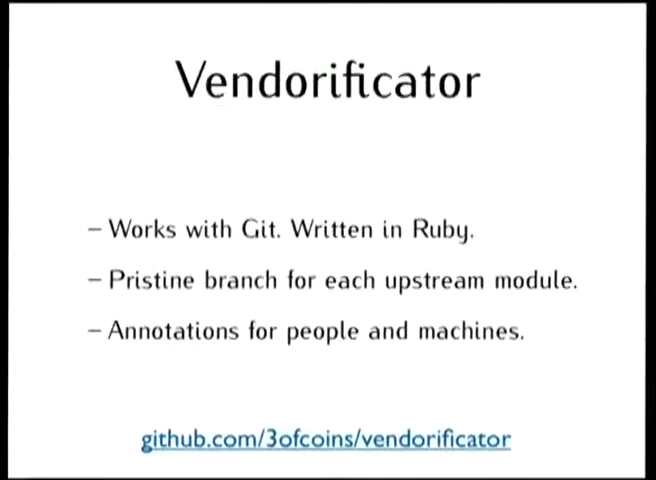 Vendorificator
– Works with Git. Written in Ruby.
– Pristine branch for each upstream module.
– Annotations for people and machines.
github.com/3ofcoins/vendorificator